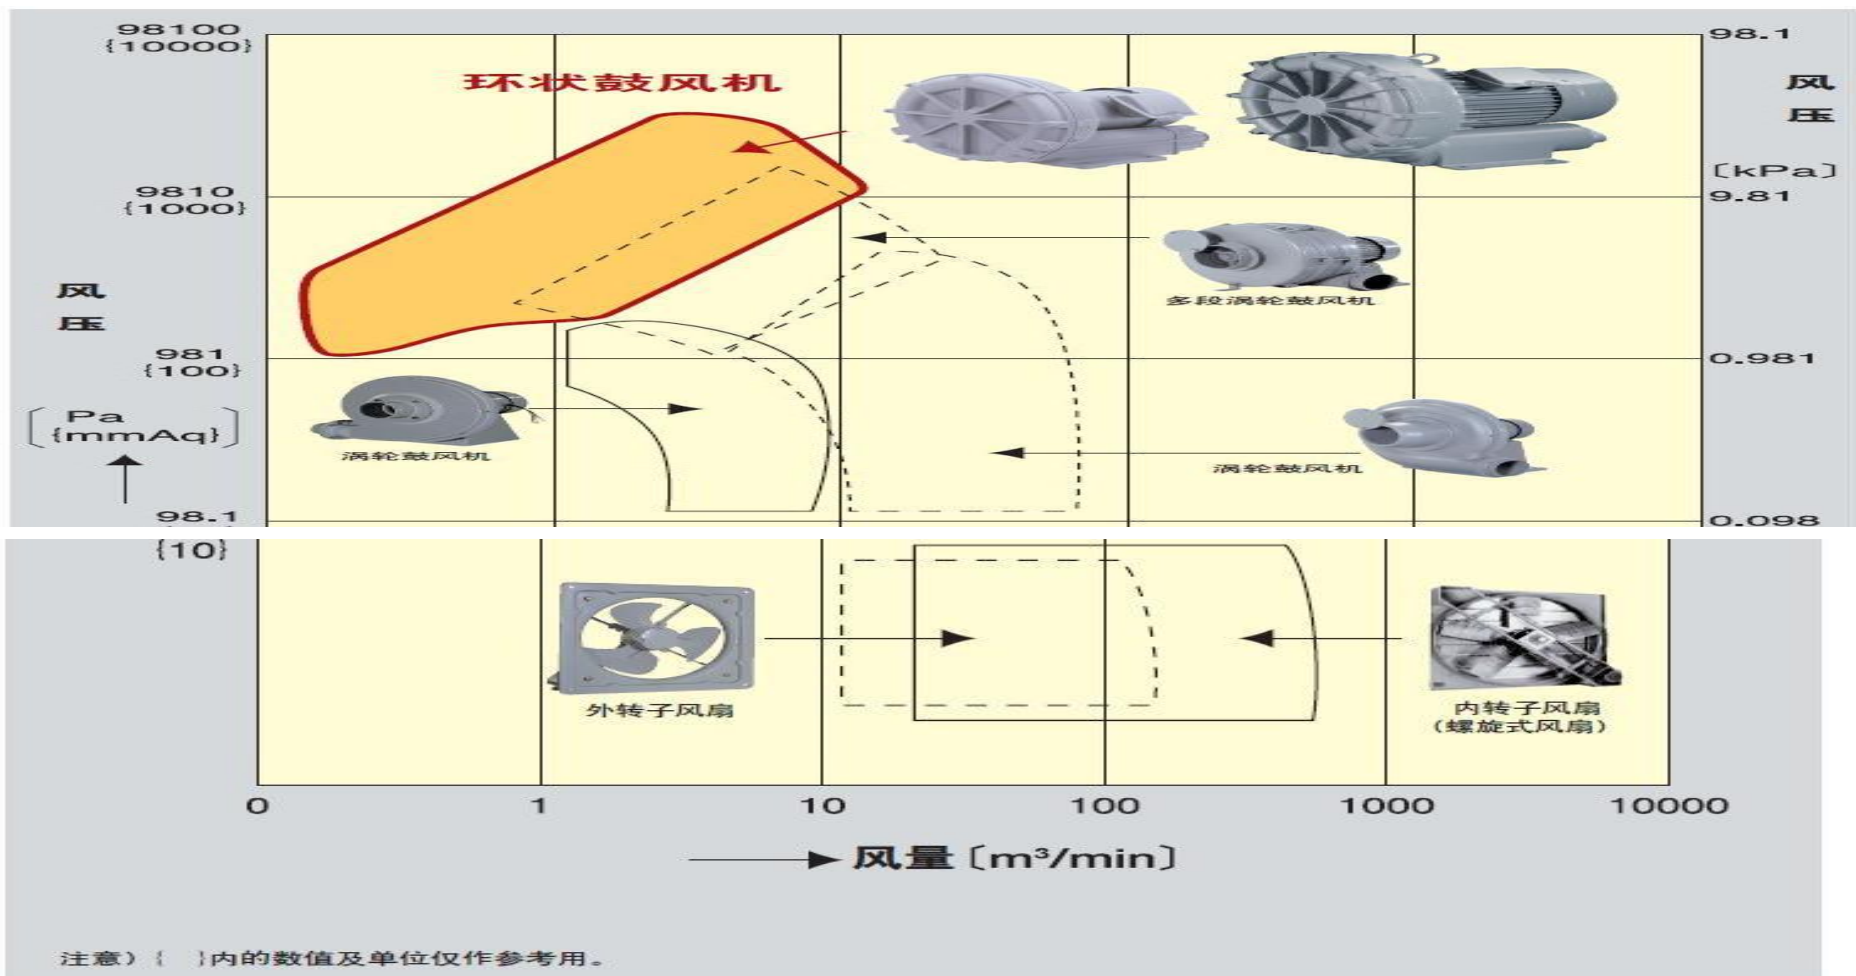 98100
{10000}
98.1
环状鼓风机
风
压
〔kPa〕
9810
{1000}
9.81
风
压
多段涡轮鼓风机
981
{100}
0.981
〔Pa
{mmAq}〕
涡轮鼓风机
涡轮鼓风机
98.1
0.098
{10}
外转子风扇
内转子风扇
(螺旋式风扇)
0 1 10 100 1000 10000
风量〔m³/min〕
注意) { }内的数值及单位仅作参考用。